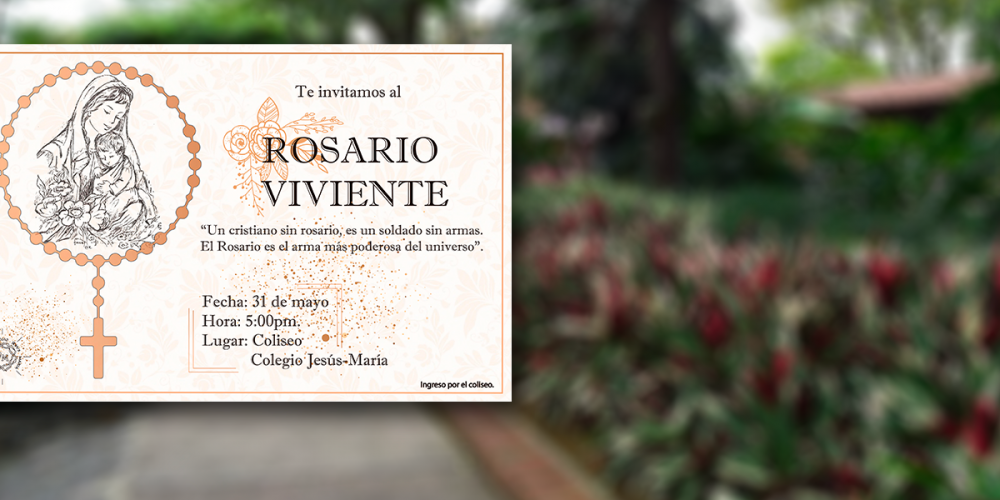 Te invitamos al
ROSARIO
VIVIENTE
“Un cristiano sin rosario, es un soldado sin armas.
El Rosario es el arma más poderosa del universo”.
Fecha: 31 de mayo
Hora: 5:00pm.
Lugar: Coliseo
Colegio Jesús-María
Ingreso por el coliseo.